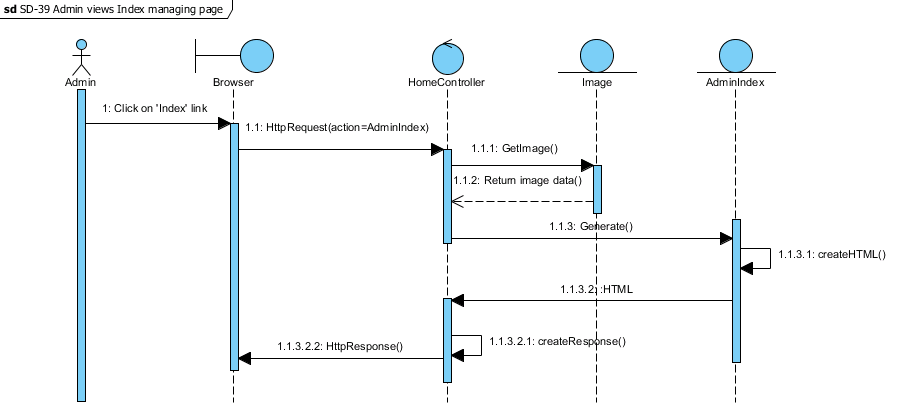 sd SD-39 Admin views Index managing page
Admin
Browser
HomeController
Image
AdminIndex
1: Click on 'Index' link
1.1: HttpRequest(action=AdminIndex)
1.1.1: GetImage()
1.1.2: Return image data()
1.1.3: Generate()
1.1.3.1: createHTML()
1.1.3.2: :HTML
1.1.3.2.1: createResponse()
1.1.3.2.2: HttpResponse()